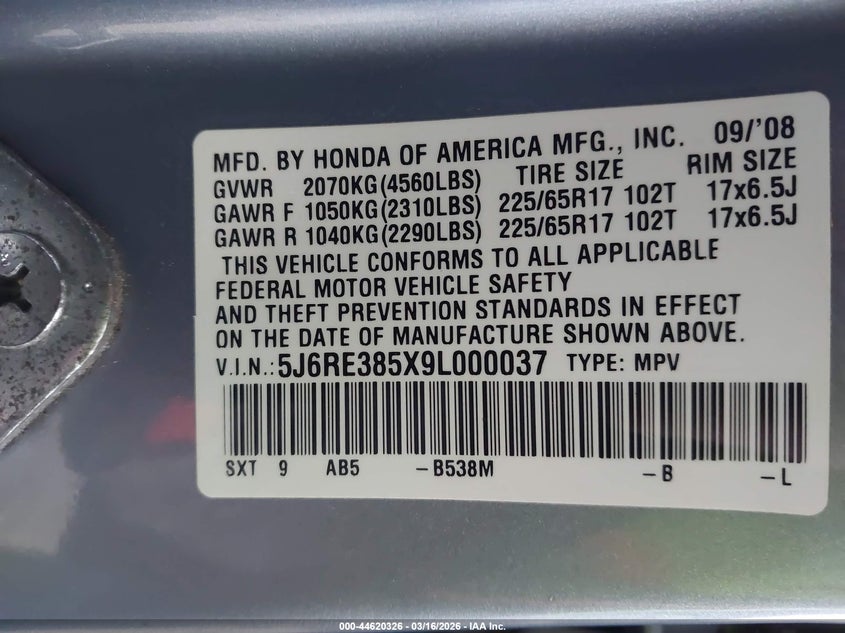 MFD. BY HONDA OF AMERICA MFG., INC. 09/'08
GVWR 2070KG(4560LBS) TIRE SIZE RIM SIZE
GAWR F 1050KG(2310LBS) 225/65R17 102T 17x6.5J
GAWR R 1040KG(2290LBS) 225/65R17 102T 17x6.5J
THIS VEHICLE CONFORMS TO ALL APPLICABLE
FEDERAL MOTOR VEHICLE SAFETY
AND THEFT PREVENTION STANDARDS IN EFFECT
ON THE DATE OF MANUFACTURE SHOWN ABOVE.
V.I.N.: 5J6RE385X9L000037 TYPE: MPV
SXT 9 AB5 -B538M -B -L
000-44620326 - 03/16/2026 - IAA Inc.